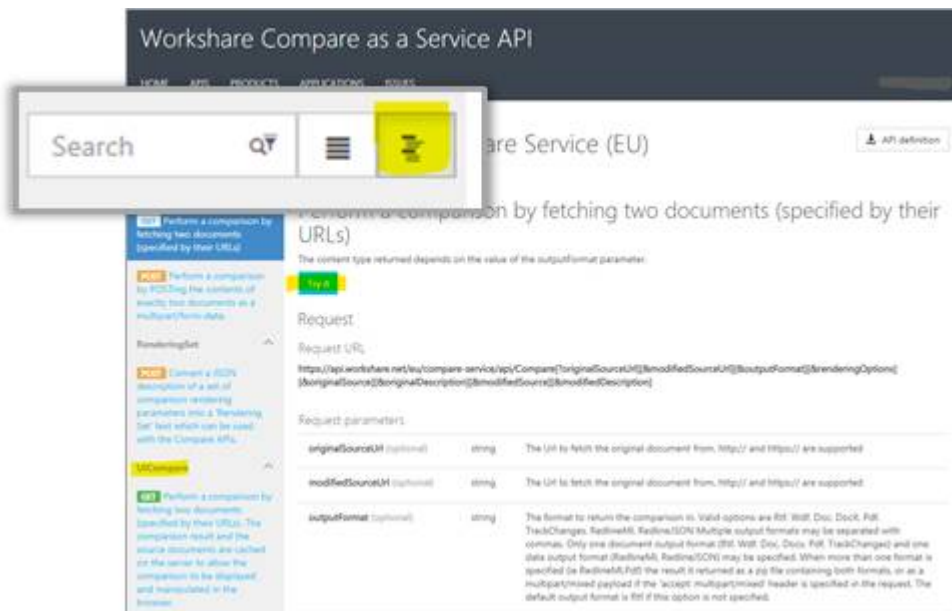 Workshare Compare as a Service API
HOME APIS PRODUCTS APPLICATIONS ISSUES
Search
are Service (EU)
API definition
Perform a comparison by fetching two documents (specified by their
URLs)
The content type returned depends on the value of the outputFormat parameter.
Try it
Request
Request URL
https://api.workshare.net/eu/compare-service/api/Compare[?originalSourceUrl][&modifiedSourceUrl][&outputFormat][&renderingOptions]
[&originalSource][&originalDescription][&modifiedSource][&modifiedDescription]
Request parameters
originalSourceUrl (optional) string The Url to fetch the original document from, http:// and https:// are supported
modifiedSourceUrl (optional) string The Url to fetch the original document from, http:// and https:// are supported
outputFormat (optional) string The format to return the comparison in. Valid options are Rtf, Wdf, Doc, DocX, Pdf,
TrackChanges, RedlineMl, RedlineJSON Multiple output formats may be separated with
commas. Only one document output format (Rtf, Wdf, Doc, Docx, Pdf, TrackChanges) and one
data output format (RedlineMl, RedlineJSON) may be specified. When more than one format is
specified (ie RedlineMl,Pdf) the result it returned as a zip file containing both formats, or as a
multipart/mixed payload if the 'accept: multipart/mixed' header is specified in the request. The
default output format is Rtf if this option is not specified.
GET Perform a comparison by
fetching two documents
(specified by their URLs)
POST Perform a comparison
by POSTing the contents of
exactly two documents as a
multipart/form-data.
RenderingSet
POST Convert a JSON
description of a set of
comparison rendering
parameters into a 'Rendering
Set' text which can be used
with the Compare APIs.
UICompare
GET Perform a comparison by
fetching two documents
(specified by their URLs). The
comparison result and the
source documents are cached
on the server to allow the
comparison to be displayed
and manipulated in the
browser.